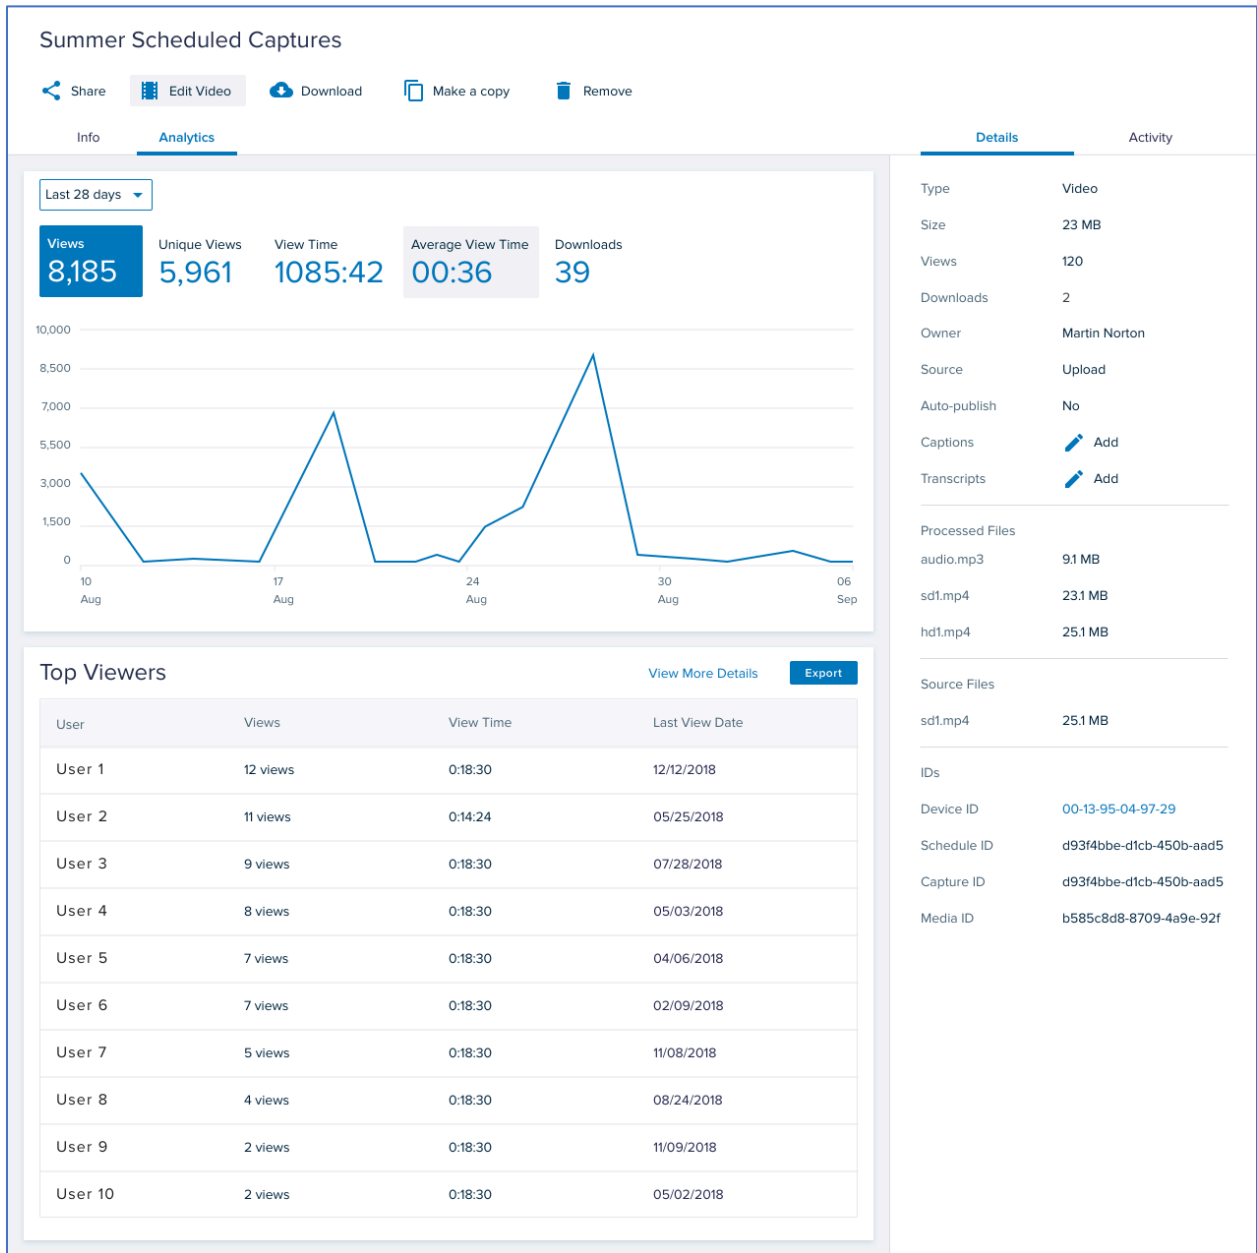 Summer Scheduled Captures
Share Edit Video Download Make a copy Remove
Info Analytics
Details Activity
Last 28 days
Views Unique Views View Time Average View Time Downloads
8,185 5,961 1085:42 00:36 39
10,000
8,500
7,000
5,500
3,000
1,500
0
10 17 24 30 06
Aug Aug Aug Aug Sep
Top Viewers View More Details Export
User Views View Time Last View Date
User 1 12 views 0:18:30 12/12/2018
User 2 11 views 0:14:24 05/25/2018
User 3 9 views 0:18:30 07/28/2018
User 4 8 views 0:18:30 05/03/2018
User 5 7 views 0:18:30 04/06/2018
User 6 7 views 0:18:30 02/09/2018
User 7 5 views 0:18:30 11/08/2018
User 8 4 views 0:18:30 08/24/2018
User 9 2 views 0:18:30 11/09/2018
User 10 2 views 0:18:30 05/02/2018
Type Video
Size 23 MB
Views 120
Downloads 2
Owner Martin Norton
Source Upload
Auto-publish No
Captions Add
Transcripts Add
Processed Files
audio.mp3 9.1 MB
sd1.mp4 23.1 MB
hd1.mp4 25.1 MB
Source Files
sd1.mp4 25.1 MB
IDs
Device ID 00-13-95-04-97-29
Schedule ID d93f4bbe-d1cb-450b-aad5
Capture ID d93f4bbe-d1cb-450b-aad5
Media ID b585c8d8-8709-4a9e-92f